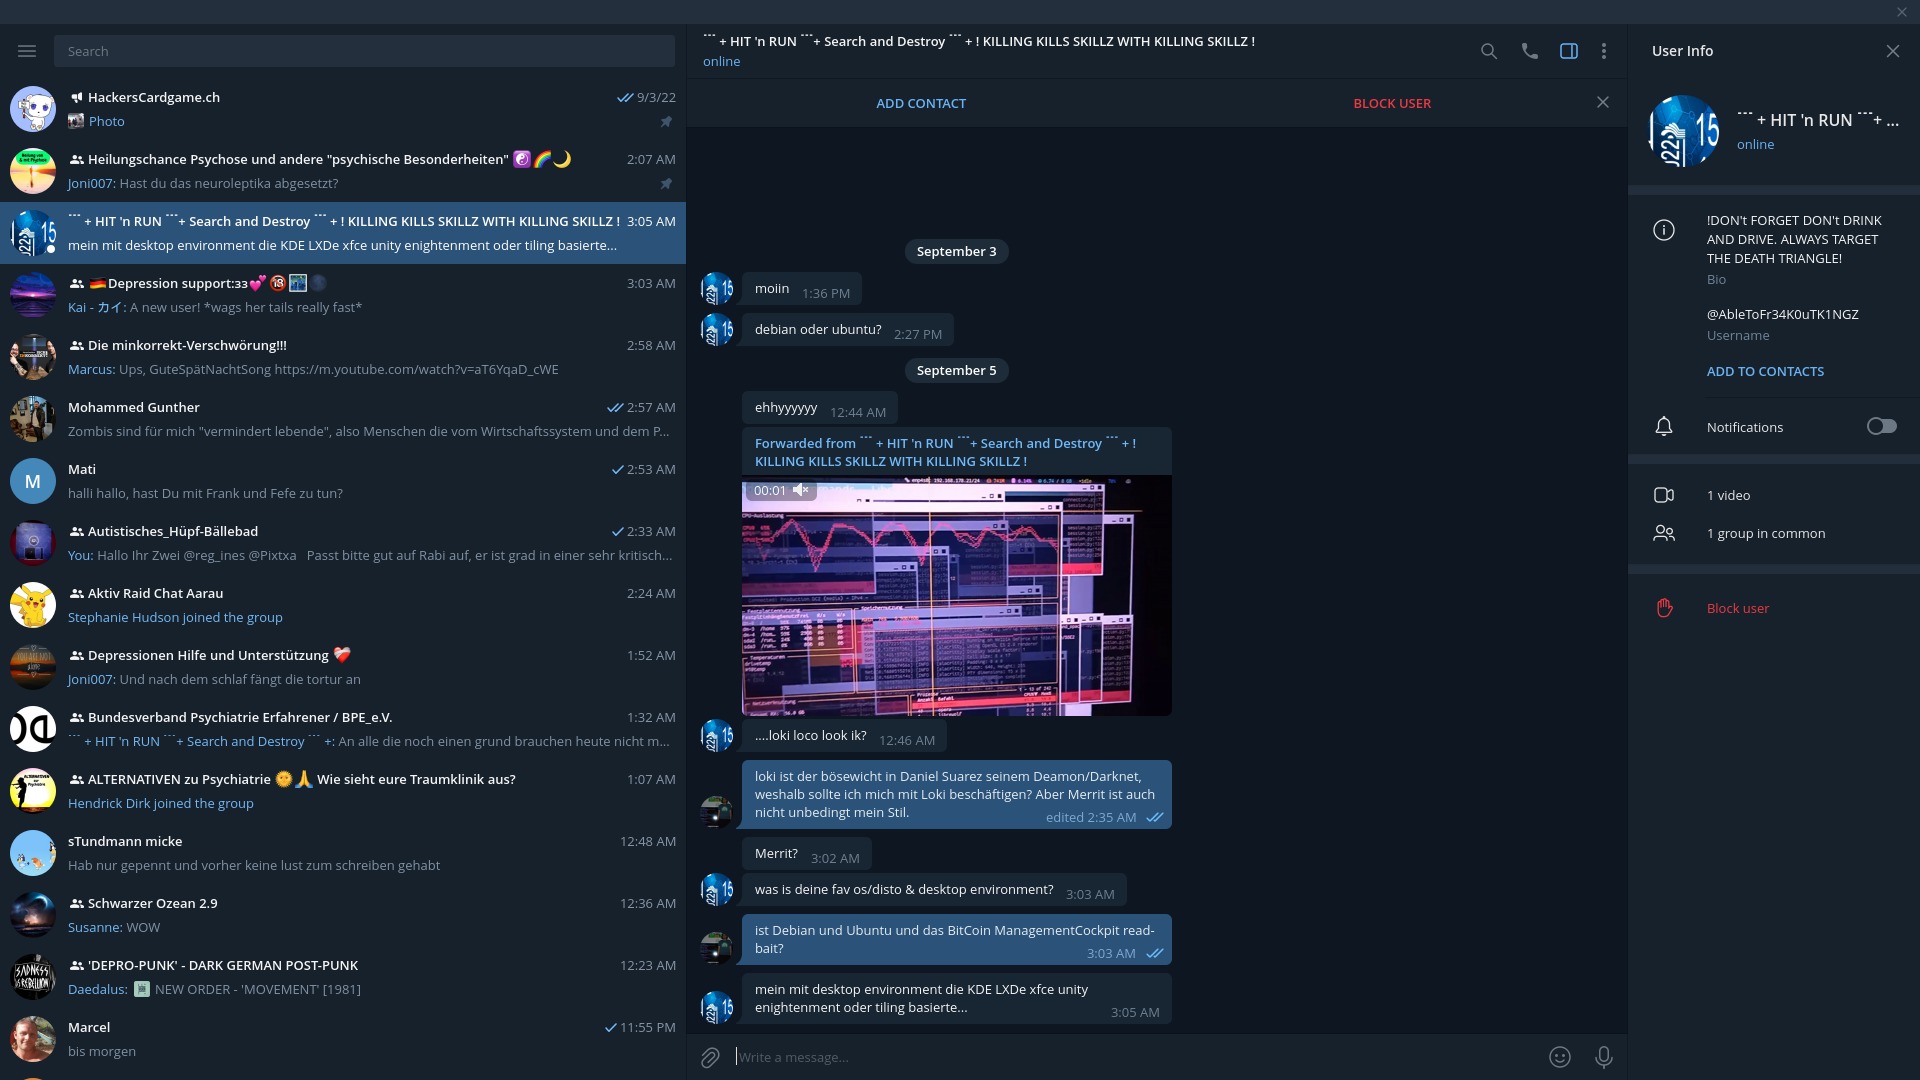 Search
HackersCardgame.ch 9/3/22
Photo
Heilungschance Psychose und andere "psychische Besonderheiten" ☯️🌈🌙 2:07 AM
Joni007: Hast du das neuroleptika abgesetzt?
¨¨¨ + HIT 'n RUN ¨¨¨+ Search and Destroy ¨¨¨ + ! KILLING KILLS SKILLZ WITH KILLING SKILLZ ! 3:05 AM
mein mit desktop environment die KDE LXDe xfce unity enightenment oder tiling basierte...
🇩🇪Depression support:зз💕🔞🌃🌑 3:03 AM
Kai - カイ: A new user! *wags her tails really fast*
Die minkorrekt-Verschwörung!!! 2:58 AM
Marcus: Ups, GuteSpätNachtSong https://m.youtube.com/watch?v=aT6YqaD_cWE
Mohammed Gunther 2:57 AM
Zombis sind für mich "vermindert lebende", also Menschen die vom Wirtschaftssystem und dem P...
M
Mati 2:53 AM
halli hallo, hast Du mit Frank und Fefe zu tun?
Autistisches_Hüpf-Bällebad 2:33 AM
You: Hallo Ihr Zwei @reg_ines @Pixtxa Passt bitte gut auf Rabi auf, er ist grad in einer sehr kritisch...
Aktiv Raid Chat Aarau 2:24 AM
Stephanie Hudson joined the group
Depressionen Hilfe und Unterstützung ❤️‍🩹 1:52 AM
Joni007: Und nach dem schlaf fängt die tortur an
Bundesverband Psychiatrie Erfahrener / BPE_e.V. 1:32 AM
¨¨¨ + HIT 'n RUN ¨¨¨+ Search and Destroy ¨¨¨ +: An alle die noch einen grund brauchen heute nicht m...
ALTERNATIVEN zu Psychiatrie 🌞🙏 Wie sieht eure Traumklinik aus? 1:07 AM
Hendrick Dirk joined the group
sTundmann micke 12:48 AM
Hab nur gepennt und vorher keine lust zum schreiben gehabt
Schwarzer Ozean 2.9 12:36 AM
Susanne: WOW
SADNESS IS REBELLION
'DEPRO-PUNK' - DARK GERMAN POST-PUNK 12:23 AM
Daedalus: NEW ORDER - 'MOVEMENT' [1981]
Marcel 11:55 PM
bis morgen
¨¨¨ + HIT 'n RUN ¨¨¨+ Search and Destroy ¨¨¨ + ! KILLING KILLS SKILLZ WITH KILLING SKILLZ !
online
ADD CONTACT BLOCK USER
September 3
moiin 1:36 PM
debian oder ubuntu? 2:27 PM
September 5
ehhyyyyyy 12:44 AM
Forwarded from ¨¨¨ + HIT 'n RUN ¨¨¨+ Search and Destroy ¨¨¨ + !
KILLING KILLS SKILLZ WITH KILLING SKILLZ !
00:01
....loki loco look ik? 12:46 AM
loki ist der bösewicht in Daniel Suarez seinem Deamon/Darknet,
weshalb sollte ich mich mit Loki beschäftigen? Aber Merrit ist auch
nicht unbedingt mein Stil. edited 2:35 AM
Merrit? 3:02 AM
was is deine fav os/disto & desktop environment? 3:03 AM
ist Debian und Ubuntu und das BitCoin ManagementCockpit read-
bait? 3:03 AM
mein mit desktop environment die KDE LXDe xfce unity
enightenment oder tiling basierte... 3:05 AM
Write a message...
User Info
¨¨¨ + HIT 'n RUN ¨¨¨+ ...
online
!DON't FORGET DON't DRINK
AND DRIVE. ALWAYS TARGET
THE DEATH TRIANGLE!
Bio
@AbleToFr34K0uTK1NGZ
Username
ADD TO CONTACTS
Notifications
1 video
1 group in common
Block user